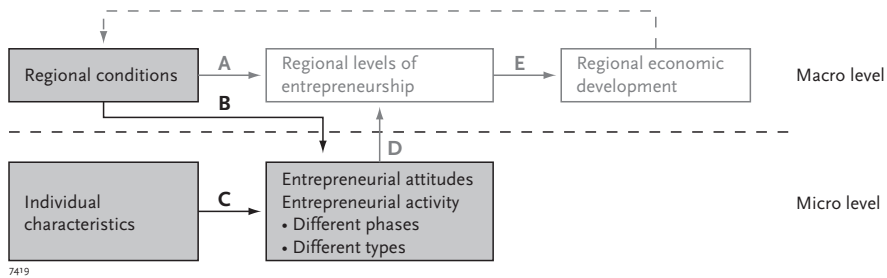 Regional conditions
A
Regional levels of
entrepreneurship
E
Regional economic
development
Macro level
B
D
Individual
characteristics
C
Entrepreneurial attitudes
Entrepreneurial activity
• Different phases
• Different types
Micro level
7419